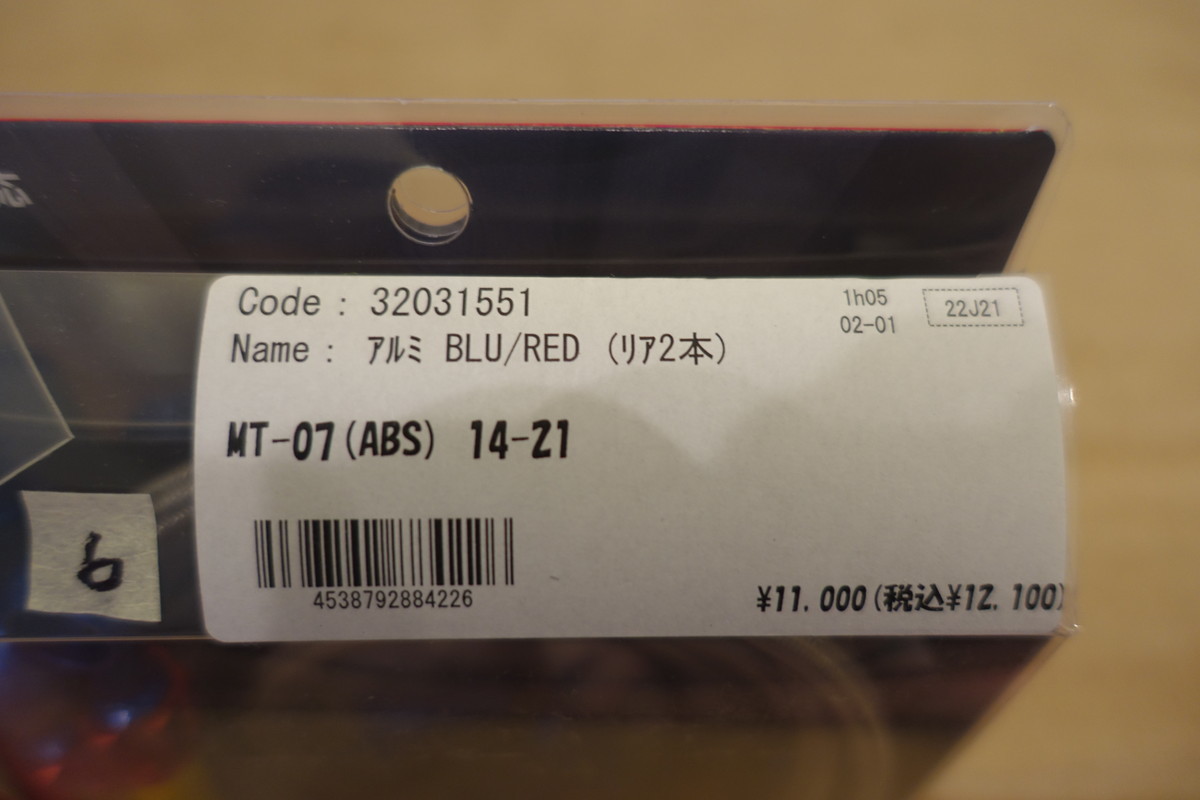 Code : 32031551
1h05
02-01
22J21
Name : ｱﾙﾐ BLU/RED (ﾘｱ2本)
MT-07(ABS) 14-21
6
4538792884226
¥11.000(税込¥12.100)